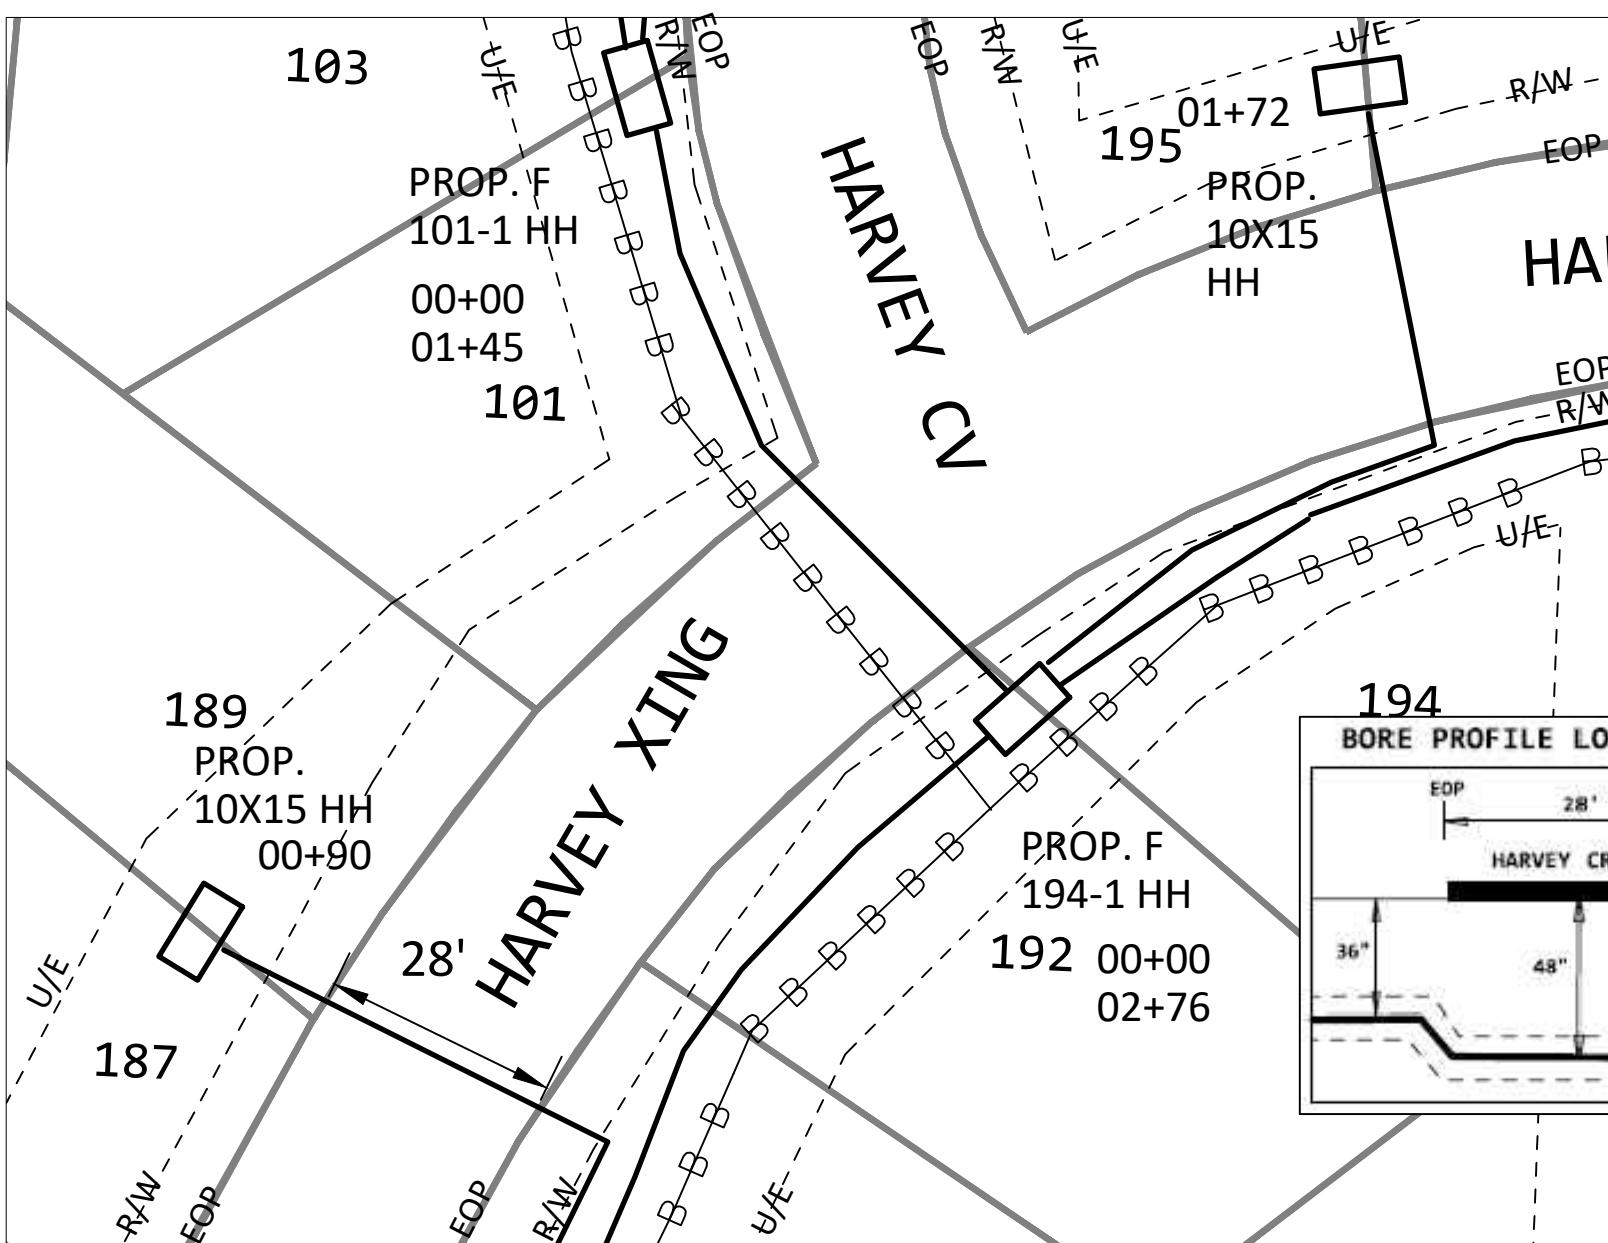 103
U/E
R/W
EOP
EOP
R/W
U/E
U/E
R/W
EOP
01+72
195
PROP.
10X15
HH
PROP. F
101-1 HH
00+00
01+45
101
HARVEY CV
HA
EOP
R/W
U/E
B B B B B B B B B B B B B B B
B B B B B B B B B B B B B B B B B B B B B B B
189
PROP.
10X15 HH
00+90
HARVEY XING
28'
U/E
187
R/W
EOP
EOP
R/W
U/E
194
PROP. F
194-1 HH
192
00+00
02+76
BORE PROFILE LO
EOP
28'
HARVEY CR
36"
48"